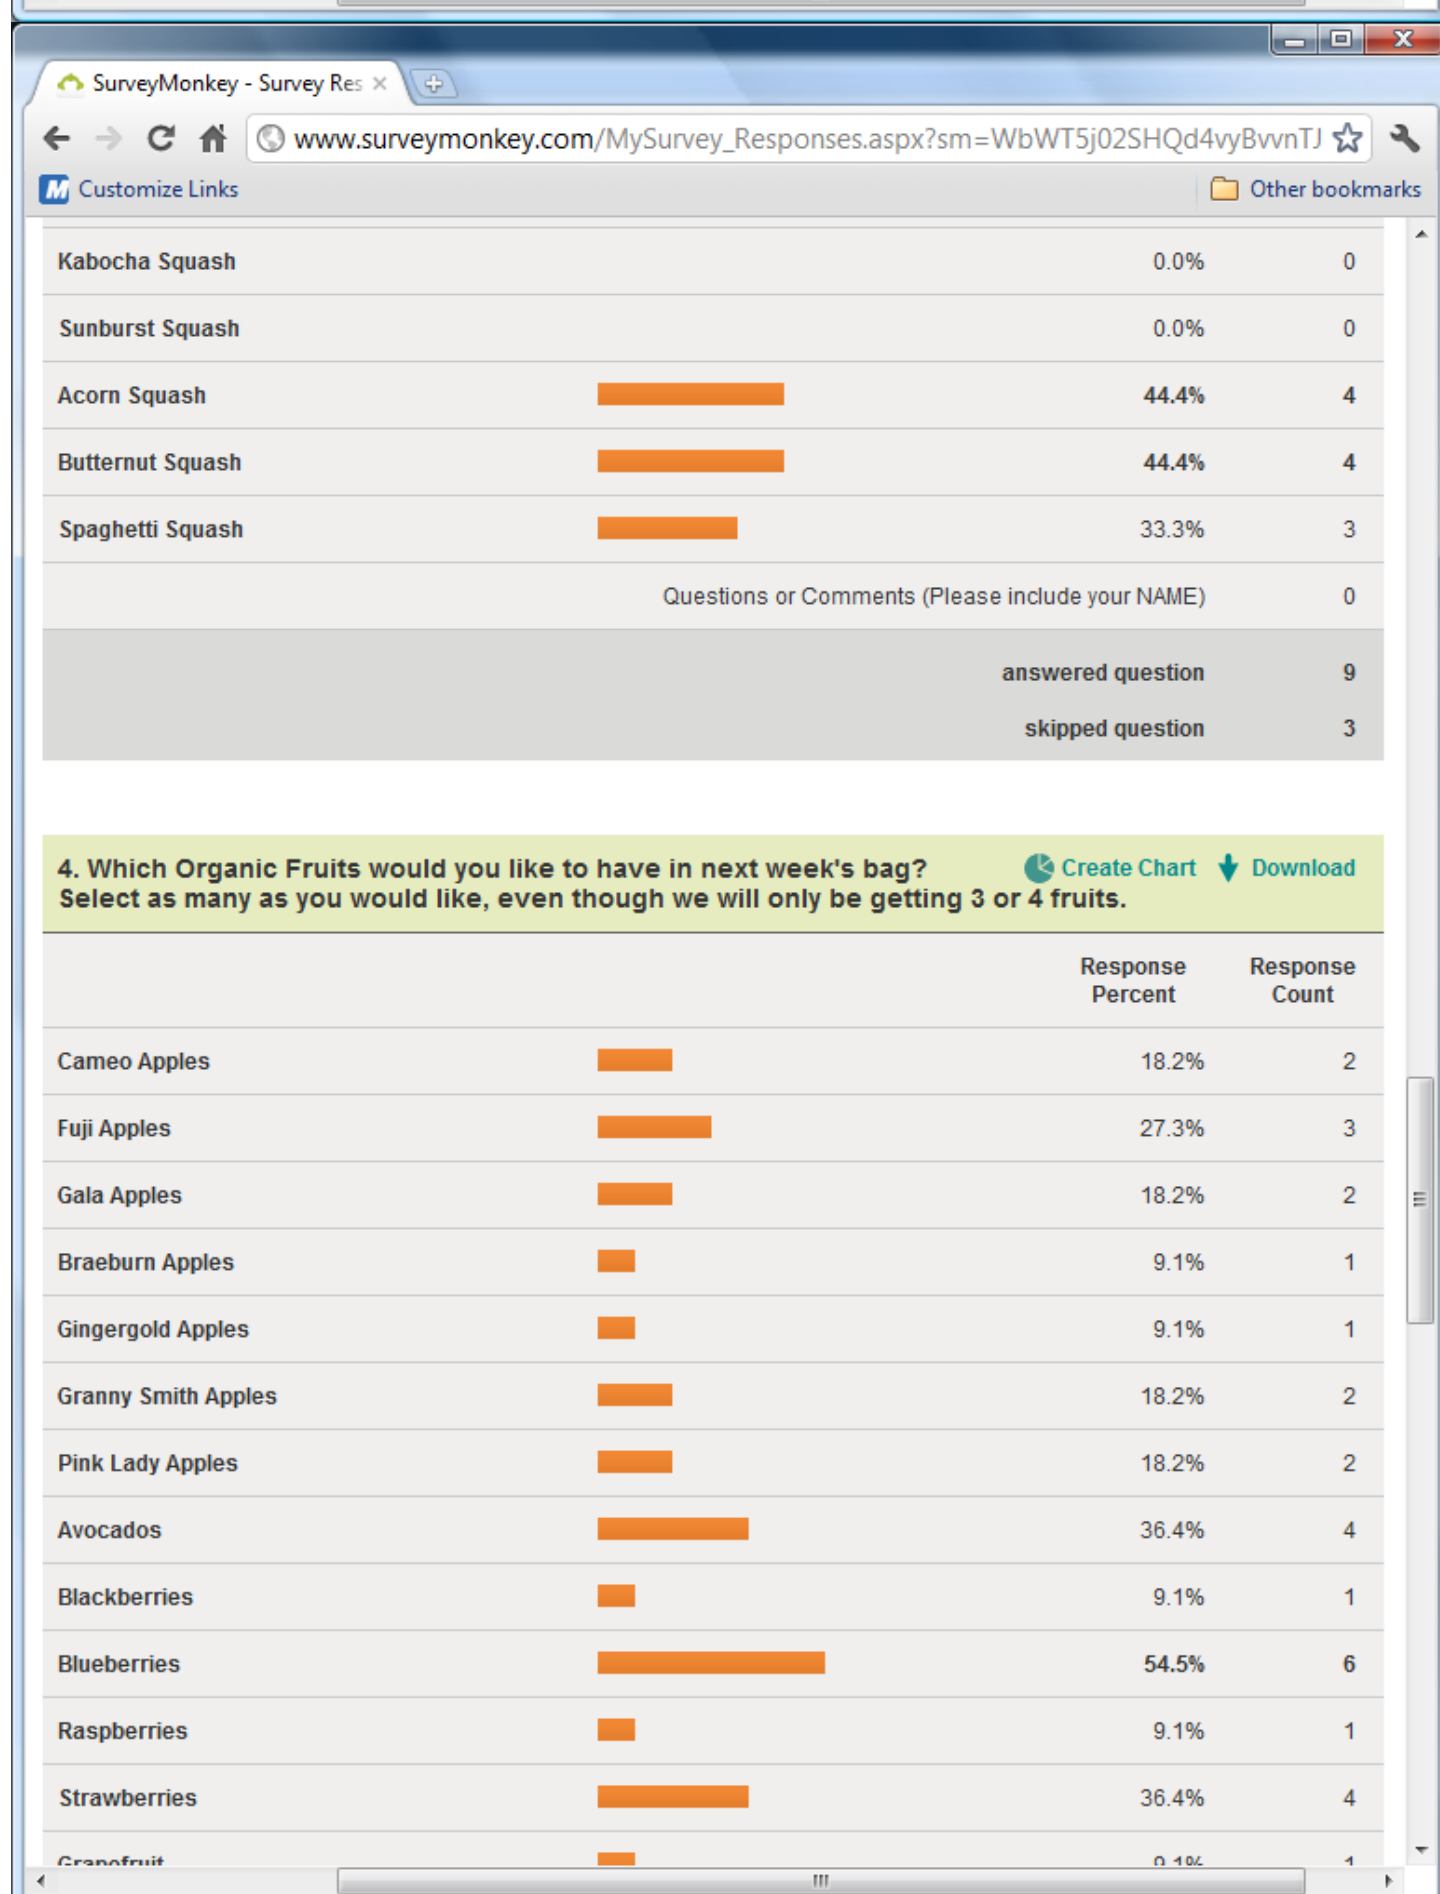 SurveyMonkey - Survey Res
www.surveymonkey.com/MySurvey_Responses.aspx?sm=WbWT5j02SHQd4vyBvvnTJ
Customize Links Other bookmarks
Kabocha Squash 0.0% 0
Sunburst Squash 0.0% 0
Acorn Squash 44.4% 4
Butternut Squash 44.4% 4
Spaghetti Squash 33.3% 3
Questions or Comments (Please include your NAME) 0
answered question 9
skipped question 3
4. Which Organic Fruits would you like to have in next week's bag? Create Chart Download
Select as many as you would like, even though we will only be getting 3 or 4 fruits.
Response Response
Percent Count
Cameo Apples 18.2% 2
Fuji Apples 27.3% 3
Gala Apples 18.2% 2
Braeburn Apples 9.1% 1
Gingergold Apples 9.1% 1
Granny Smith Apples 18.2% 2
Pink Lady Apples 18.2% 2
Avocados 36.4% 4
Blackberries 9.1% 1
Blueberries 54.5% 6
Raspberries 9.1% 1
Strawberries 36.4% 4
Grapefruit 9.1% 1